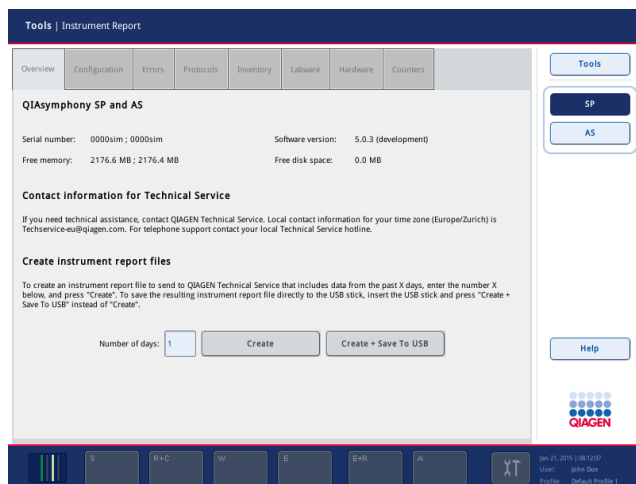 Tools | Instrument Report
Overview
Configuration
Errors
Protocols
Inventory
Labware
Hardware
Counters
Tools
SP
AS
QIAsymphony SP and AS
Serial number: 0000sim ; 0000sim
Software version: 5.0.3 (development)
Free memory: 2176.6 MB ; 2176.4 MB
Free disk space: 0.0 MB
Contact information for Technical Service
If you need technical assistance, contact QIAGEN Technical Service. Local contact information for your time zone (Europe/Zurich) is
Techservice-eu@qiagen.com. For telephone support contact your local Technical Service hotline.
Create instrument report files
To create an instrument report file to send to QIAGEN Technical Service that includes data from the past X days, enter the number X
below, and press "Create". To save the resulting instrument report file directly to the USB stick, insert the USB stick and press "Create +
Save To USB" instead of "Create".
Number of days: 1
Create
Create + Save To USB
Help
QIAGEN
S
R+C
W
E
E+R
A
Jan 21, 2015 | 08:12:07
User: John Doe
Profile: Default Profile 1